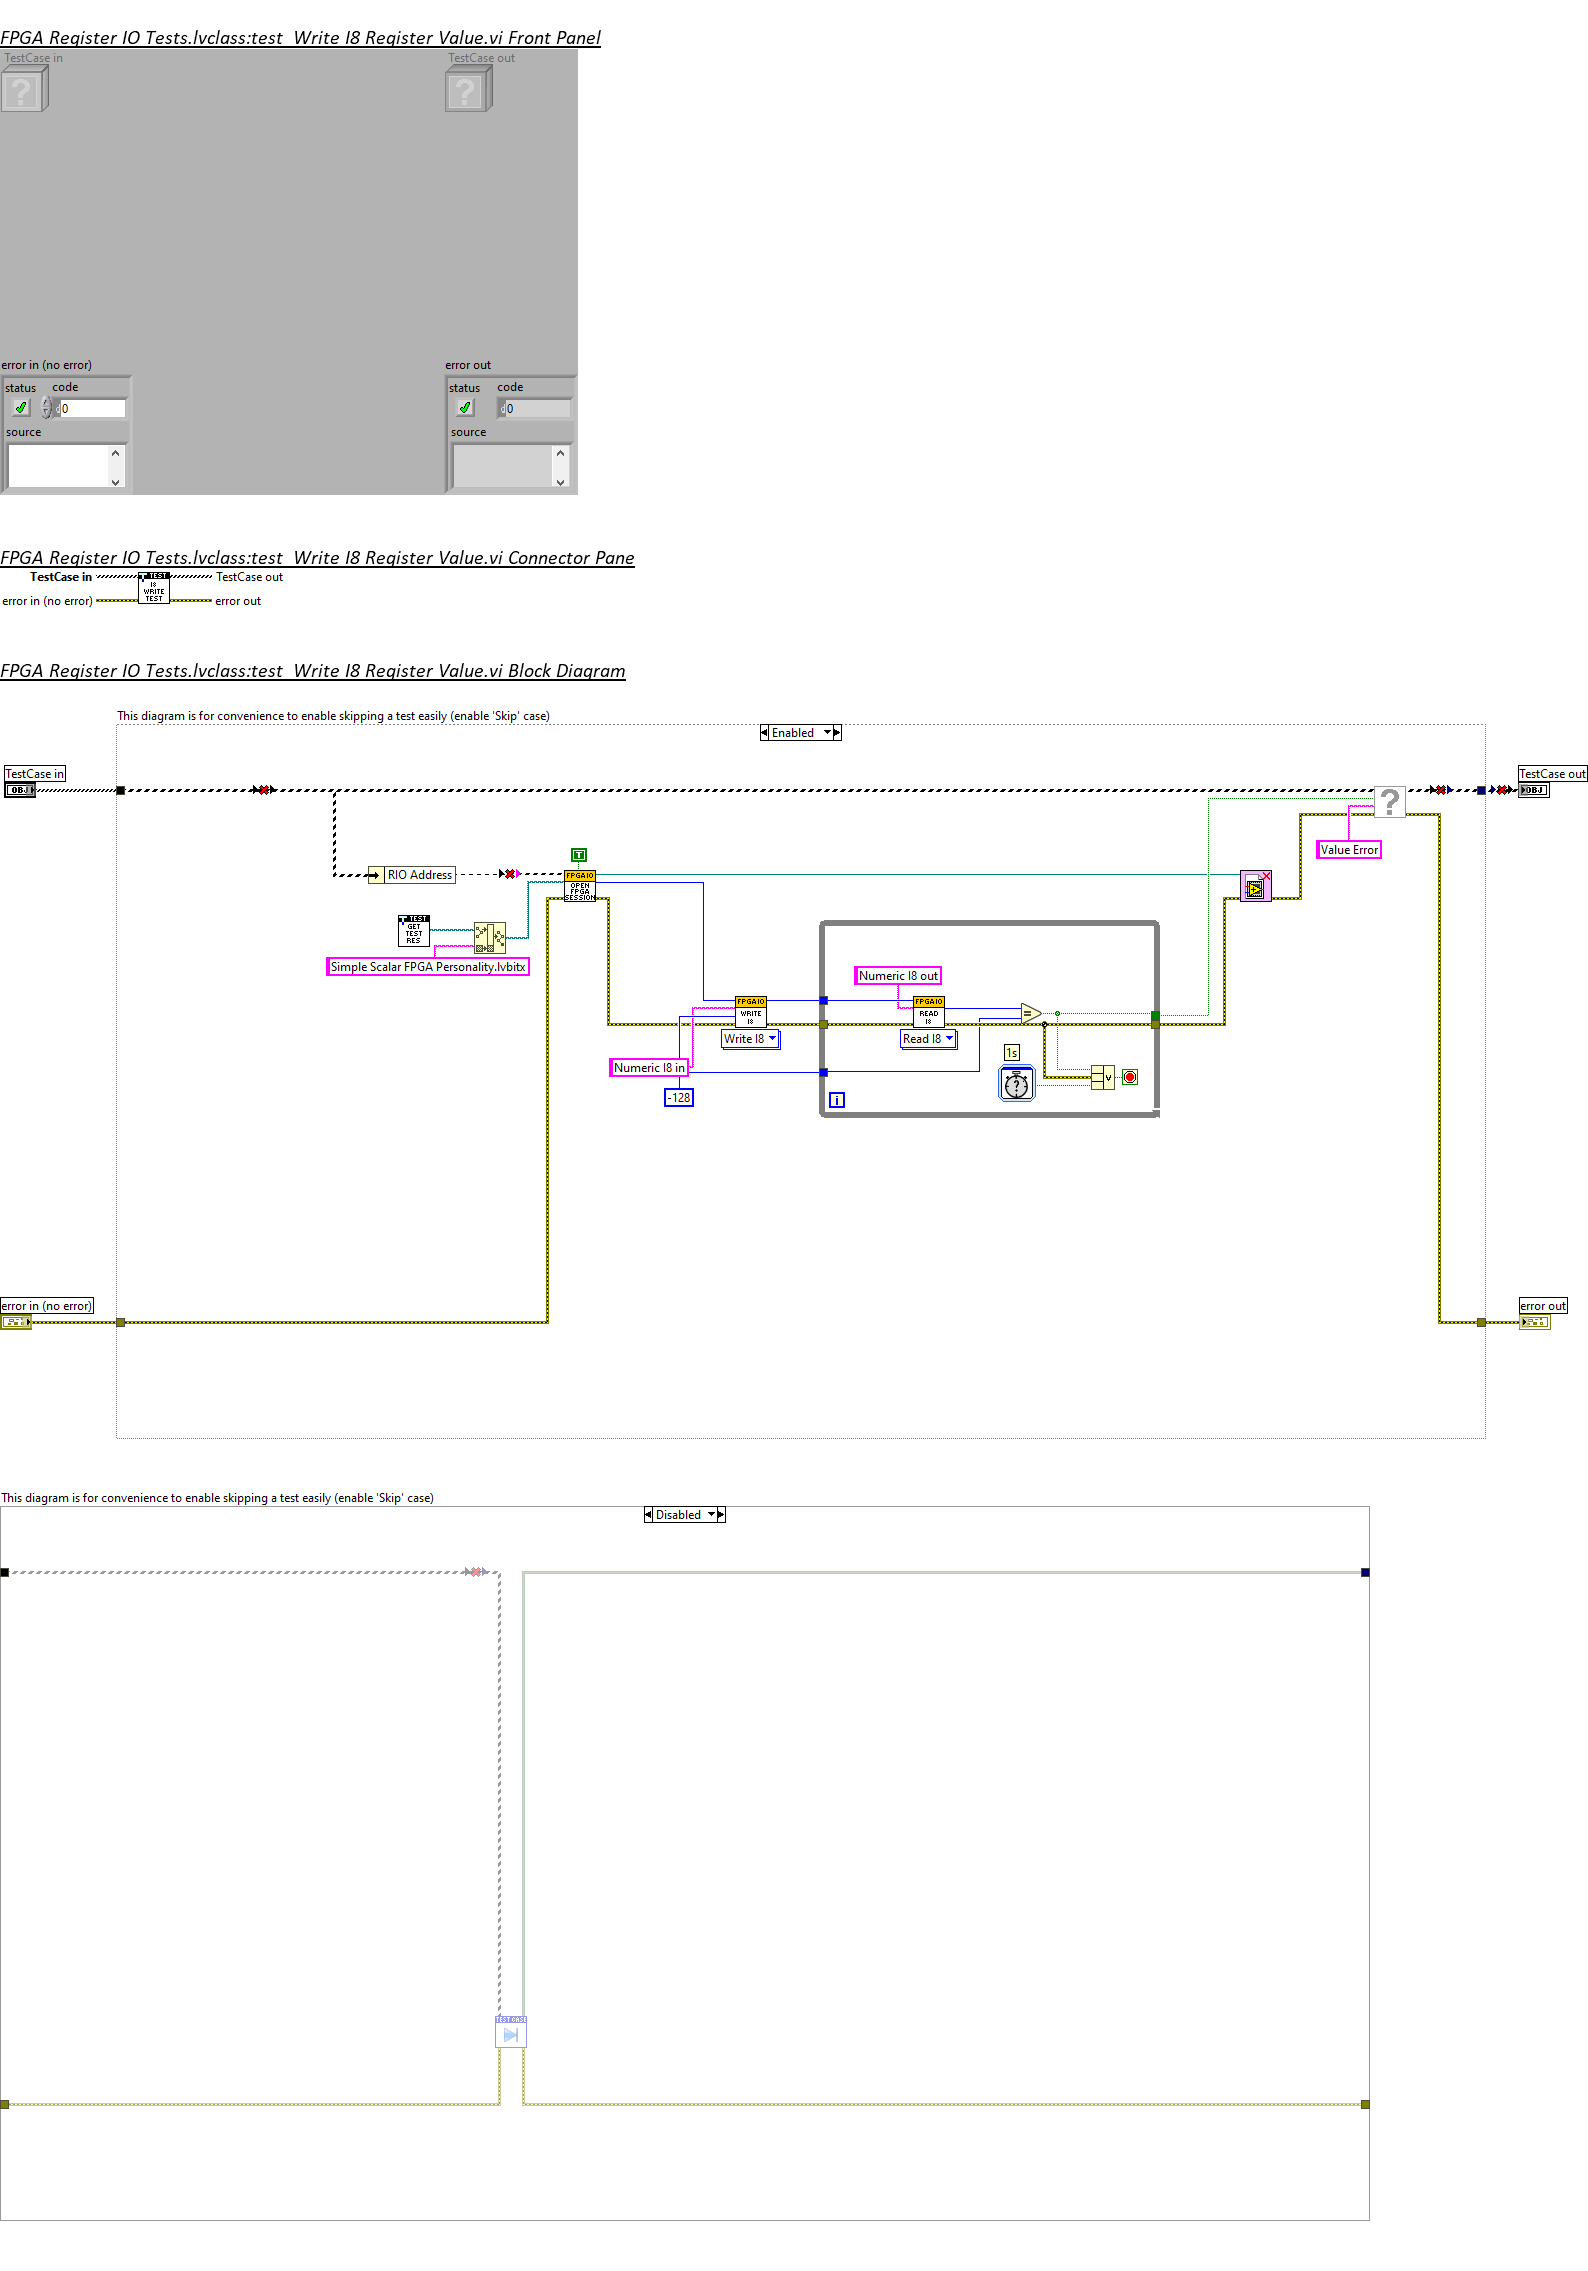 FPGA Register IO Tests.lvclass:test_Write I8 Register Value.vi Front Panel
TestCase in
TestCase out
?
?
error in (no error)
error out
status code
status code
d0
d0
source
source
FPGA Register IO Tests.lvclass:test_Write I8 Register Value.vi Connector Pane
TestCase in
TEST
I8
WRITE
TEST
TestCase out
error in (no error)
error out
FPGA Register IO Tests.lvclass:test_Write I8 Register Value.vi Block Diagram
This diagram is for convenience to enable skipping a test easily (enable 'Skip' case)
Enabled
TestCase in
OBJ
TestCase out
OBJ
?
Value Error
T
RIO Address
FPGAIO
OPEN
FPGA
SESSION
TEST
GET
TEST
RES
Simple Scalar FPGA Personality.lvbitx
Numeric I8 out
FPGAIO
WRITE
I8
FPGAIO
READ
I8
=
Write I8
Read I8
1s
Numeric I8 in
?
V
-128
i
error in (no error)
error out
This diagram is for convenience to enable skipping a test easily (enable 'Skip' case)
Disabled
TEST CASE